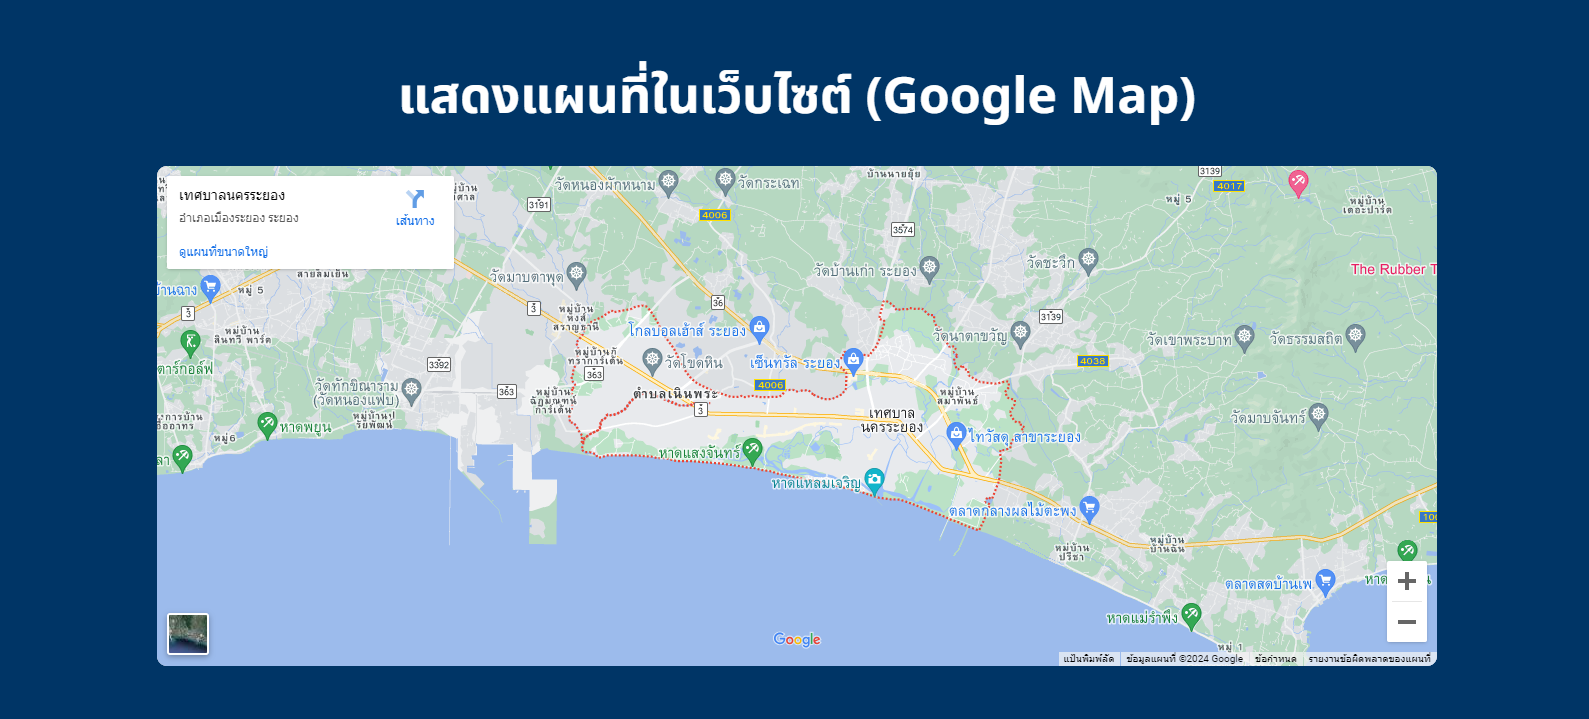 แสดงแผนที่ในเว็บไซต์ (Google Map)
เทศบาลนครระยอง
อำเภอเมืองระยอง ระยอง
เส้นทาง
ดูแผนที่ขนาดใหญ่
วัดหนองผักหนาม
วัดกระเฉท
บ้านนายยุ้ย
3139
4017
หมู่ 5
หมู่บ้าน
เดอะปาร์ค
3191
4006
3574
วัดมาบตาพุด
วัดบ้านเก่า ระยอง
วัดชะวึก
The Rubber T
สายลมเย็น
บ้านฉาง
หมู่ 5
3
3
36
3139
หมู่บ้าน
หงส์
สราญธานี
หมู่บ้าน
ลินทวี พาร์ต
โกลบอลเฮ้าส์ ระยอง
วัดนาตาขวัญ
วัดเขาพระบาท
วัดธรรมสถิต
หมู่บ้านภู
ทราการ์เด้น
วัดโขดหิน
เซ็นทรัล ระยอง
4038
3392
363
ตาร์กอล์ฟ
วัดทักขิณาราม
(วัดหนองแฟบ)
363
หมู่บ้าน
ฉัฏมณฑน์
การ์เด้น
4006
ตำบลเนินพระ
3
หมู่บ้าน
สมาพันธ์
เทศบาล
นครระยอง
วัดมาบจันทร์
หมู่บ้านปู
รัยพัฒน์
หมู่6
หาดพยูน
ไทวัสดุ สาขาระยอง
หาดแสงจันทร์
หาดแหลมเจริญ
ตลาดกลางผลไม้ตะพง
หมู่บ้าน
ปรีชา
หมู่บ้าน
บ้านฉัน
ตลาดสดบ้านเพ
หาดแม่รำพึง
หมู่ 1
Google
แป้นพิมพ์ลัด
ข้อมูลแผนที่ ©2024 Google
ข้อกำหนด
รายงานข้อผิดพลาดของแผนที่